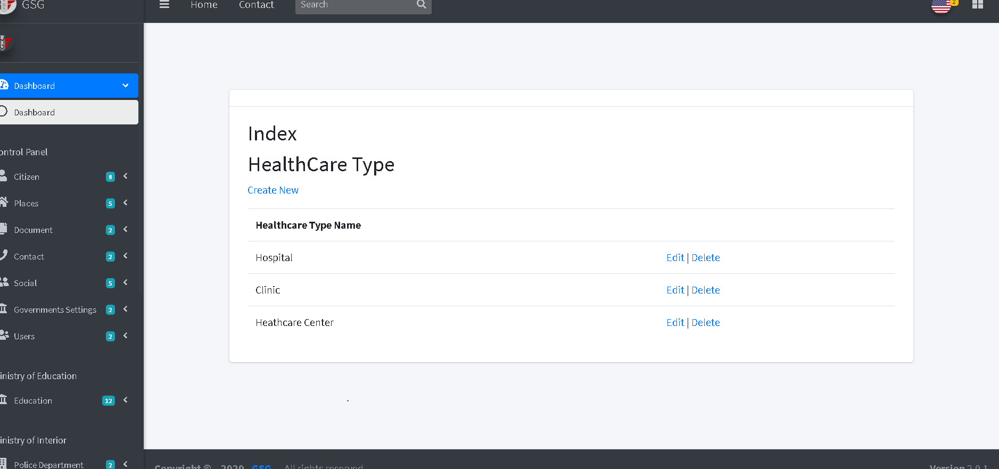 GSG
Home Contact Search 2
Dashboard
Dashboard
ontrol Panel
Citizen 8
Places 5
Document 2
Contact 2
Social 5
Governments Settings 2
Users 2
inistry of Education
Education 12
inistry of Interior
Police Department 2
Index
HealthCare Type
Create New
Healthcare Type Name
Hospital Edit | Delete
Clinic Edit | Delete
Heathcare Center Edit | Delete
Copyright © 2020 GSG All rights reserved
Version 2.0.1